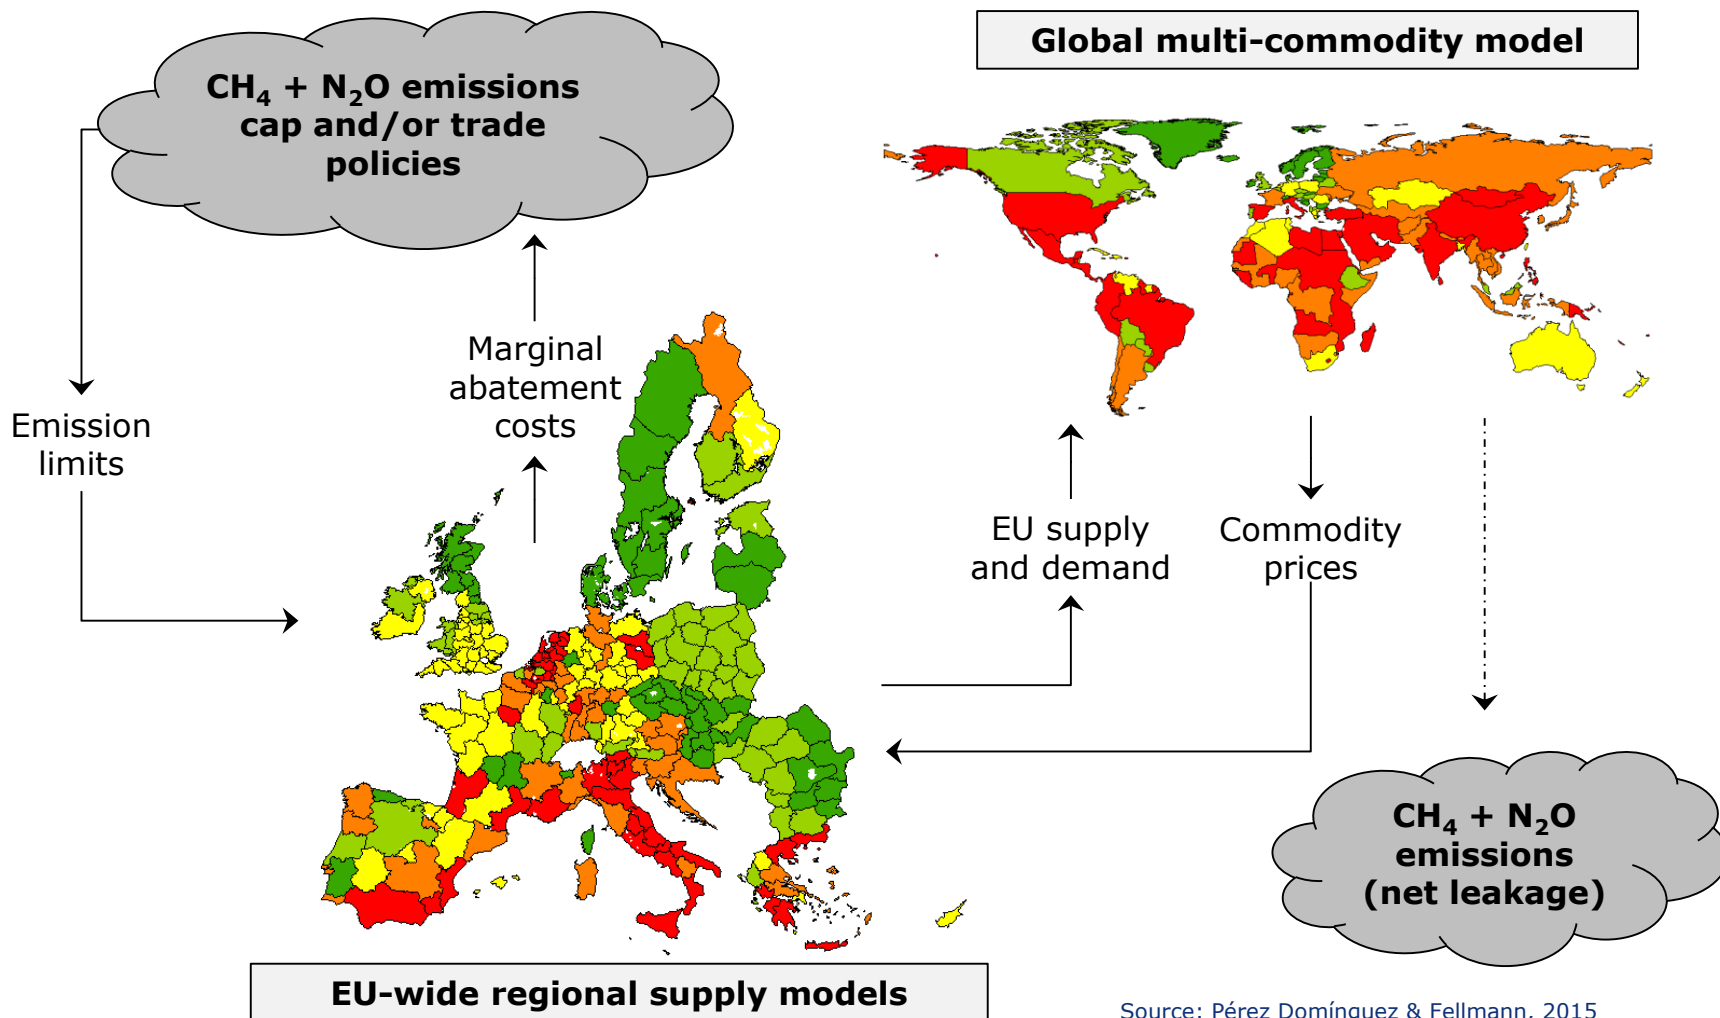 CH₄ + N₂O emissions
cap and/or trade
policies
Global multi-commodity model
Marginal
abatement
costs
Emission
limits
EU supply
and demand
Commodity
prices
CH₄ + N₂O
emissions
(net leakage)
EU-wide regional supply models
Source: Pérez Domínguez & Fellmann, 2015